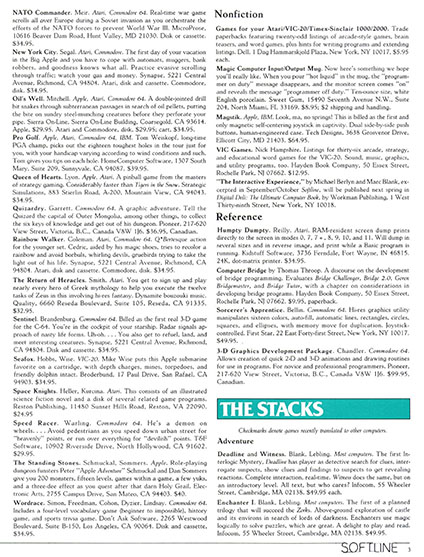 NATO Commander. Meir. Atari, Commodore 64. Real-time war game
scrolls all over Europe during a Soviet invasion as you orchestrate the
efforts of the NATO forces to prevent World War III. MicroProse,
10616 Beaver Dam Road, Hunt Valley, MD 21030. Disk or cassette.
$34.95.
New York City. Segal. Atari, Commodore. The first day of your vacation
in the Big Apple and you have to cope with automats, muggers, bank
robbers, and goodness knows what all. Practice evasive scrolling
through traffic; watch your gas and money. Synapse, 5221 Central
Avenue, Richmond, CA 94804. Atari, disk and cassette. Commodore,
disk. $34.95.
Oil's Well. Mitchell. Apple, Atari, Commodore 64. A double-jointed drill
bit snakes through subterranean passages in search of oil pellets, putting
the bite on sundry steel-munching creatures before they perforate your
pipe. Sierra On-Line, Sierra On-Line Building, Coarsegold, CA 93614.
Apple, $29.95. Atari and Commodore, disk, $29.95; cart, $34.95.
Pro Golf. Apple, Atari, Commodore 64, IBM. Tom Weiskopf, long-time
PGA champ, picks out the eighteen toughest holes in the tour just for
you, with your handicap varying according to wind conditions and such.
Tom gives you tips on each hole. HomeComputer Software, 1307 South
Mary, Suite 209, Sunnyvale, CA 94087. $39.95.
Queen of Hearts. Lyon. Apple, Atari. A pinball game from the masters
of strategy gaming. Considerably faster than Tigers in the Snow. Strategic
Simulations, 883 Stierlin Road, A-200, Mountain View, CA 94043.
$34.95.
Quizardry. Garnett. Commodore 64. A graphic adventure. Tell the
Quizard the capital of Outer Mongolia, among other things, to collect
the six keys of knowledge and get out of his dungeon. Pioneer, 217-620
View Street, Victoria, B.C., Canada V8W 1J6. $36.95, Canadian.
Rainbow Walker. Coleman. Atari, Commodore 64. Q*Bertesque action
for the younger set. Cedric, aided by his magic shoes, tries to recolor a
rainbow and avoid borbals, whirling devils, gnarbirds trying to take the
light out of his life. Synapse, 5221 Central Avenue, Richmond, CA
94804. Atari, disk and cassette. Commodore, disk. $34.95.
The Return of Heracles. Smith. Atari. You get to sign up and play
nearly every hero of Greek mythology to help you execute the twelve
tasks of Zeus in this involving hi-res fantasy. Dynamite bouzouki music.
Quality, 6660 Reseda Boulevard, Suite 105, Reseda, CA 91335.
$32.95.
Sentinel. Brandenburg. Commodore 64. Billed as the first real 3-D game
for the C-64. You're in the cockpit of your starship. Radar signals ap-
proach of nasty life forms. Uh-oh. . . . You also get to refuel, land, and
meet interesting creatures. Synapse, 5221 Central Avenue, Richmond,
CA 94804. Disk and cassette. $34.95.
Seafox. Hobbs, Wise. VIC-20. Mike Wise puts this Apple submarine
favorite on a cartridge, with depth charges, mines, torpedoes, and
friendly dolphin intact. Broderbund, 17 Paul Drive, San Rafael, CA
94903. $34.95.
Space Knights. Heller, Kurcina. Atari. This consists of an illustrated
science fiction novel and a disk of several related game programs.
Reston Publishing, 11480 Sunset Hills Road, Reston, VA 22090.
$24.95
Speed Racer. Warling. Commodore 64. He's a demon on
wheels. . . . Avoid pedestrians as you speed down urban street for
"heavenly" points, or run over everything for "devilish" points. T&F
Software, 10902 Riverside Drive, North Hollywood, CA 91602.
$29.95.
The Standing Stones. Schmuckal, Sommers. Apple. Role-playing
dungeon fosters Peter "Apple Adventure" Schmuckal and Dan Sommers
give you 200 monsters, fifteen levels, games within a game, a few yuks,
and a three-dee effect as you quest after that darn Holy Grail. Elec-
tronic Arts, 2755 Campus Drive, San Mateo, CA 94403. $40.
Wordrace. Simon, Freedman, Cohen, Dyzer, Lindsay. Commodore 64.
Includes a four-level vocabulary game (beginner to impossible), history
game, and sports trivia game. Don't Ask Software, 2265 Westwood
Boulevard, Suite B-150, Los Angeles, CA 90064. Disk and cassette,
$34.95.
Nonfiction
Games for your Atari/VIC-20/Timex-Sinclair 1000/2000. Trade
paperbacks featuring twenty-odd listings of arcade-style games, brain
teasers, and word games, plus hints for writing programs and extending
listings. Dell, 1 Dag Hammarskjold Plaza, New York, NY 10017. $5.95
each.
Magic Computer Input/Output Mug. Now here's something we hope
you'll really like. When you pour "hot liquid" in the mug, the "program-
mer on duty" message disappears, and the monitor screen comes "on"
and reveals the message "programmer off duty." Tenounce size, white
English porcelain. Sweet Gum, 15490 Seventh Avenue N.W., Suite
204, North Miami, FL 33169. $8.95; $2 shipping and handling.
Magstik. Apple, IBM. Look, ma, no springs! This is billed as the first and
only magnetic self-centering joystick in captivity. Dual side-by-side push
buttons, human-engineered case. Tech Designs, 3638 Grosvenor Drive,
Ellicott City, MD 21403. $64.95.
VIC Games. Nick Hampshire. Listings for thirty-six arcade, strategy,
and educational word games for the VIC-20. Sound, music, graphics,
and utility programs, too. Hayden Book Company, 50 Essex Street,
Rochelle Park, NJ 07662. $12.95.
"The Interactive Experience," by Michael Berlyn and Marc Blank, ex-
cerpted in September/October Softline, will be published next spring in
Digital Deli: The Ultimate Computer Book, by Workman Publishing, 1 West
Thirty-ninth Street, New York, NY 10018.
Reference
Humpty Dumpty. Reilly. Atari. RAM-resident screen dump prints
directly to the screen in modes 0, 7, 7+, 8, 9, 10, and 11. Will dump in
several sizes and in reverse image, and print while a Basic program is
running. Kishtoff Software, 3736 Ferndale, Fort Wayne, IN 46815.
24K, dot-matrix printer. $34.95.
Computer Bridge by Thomas Throop. A discourse on the development
of bridge programming. Evaluates Bridge Challenger, Bridge 2.0, Goren
Bridgemaster, and Bridge Tutor, with a chapter on considerations in
developing bridge programs. Hayden Book Company, 50 Essex Street,
Rochelle Park, NJ 07662. $9.95, paperback.
Sorcerer's Apprentice. Bellin. Commodore 64. Hi-res graphics utility
manipulates sixteen colors, auto-fill, automatic lines, rectangles, circles,
squares, and ellipses, with memory move for duplication. Joystick-
controlled. First Star, 22 East Forty-first Street, New York, NY 10017.
$49.95.
3-D Graphics Development Package. Chandler. Commodore 64.
Allows creation of quick 2-D and 3-D animations and drawing routines
for use in programs. For novice and professional programmers. Pioneer,
217-620 View Street, Victoria, B.C., Canada V8W 1J6. $99.95,
Canadian.
THE STACKS
Checkmarks denote games recently translated to other computers.
Adventure
Deadline and Witness. Blank, Lebling. Most computers. The first In-
terlogic Mystery, Deadline has player as detective search for clues, inter-
rogate suspects, show 2-D clues and findings to suspects to get revealing
reactions. Complete interaction, real-time. Witness does the same, but on
an introductory level. All text, but who cares? Infocom, 55 Wheeler
Street, Cambridge, MA 02138. $49.95 each.
Enchanter I. Blank, Lebling. Most computers. The first of a planned
trilogy that will succeed the Zorks. Above-ground exploration of castle
and its environs in search of orbs of darkness. Enchanters use magic
logically to solve puzzles, which are great. A delight to play and read.
Infocom, 55 Wheeler Street, Cambridge, MA 02138. $49.95.
SOFTLINE 3